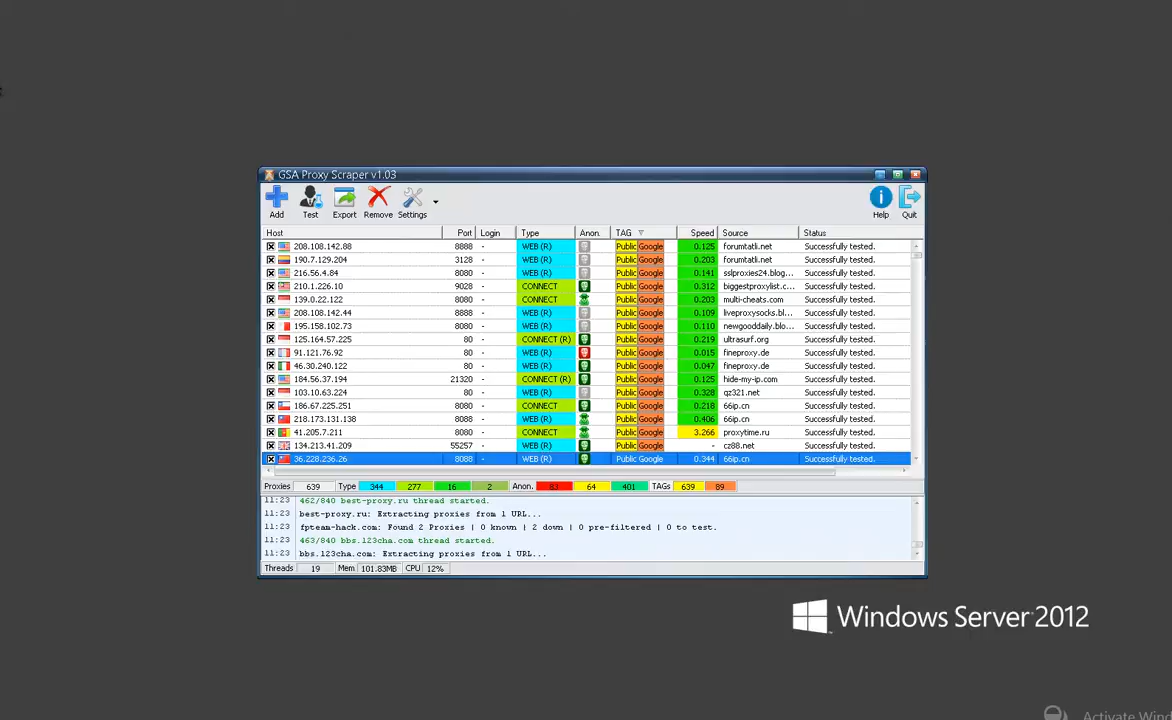 GSA Proxy Scraper v1.03
Add Test Export Remove Settings Help Quit
Host Port Login Type Anon. TAG Speed Source Status
208.108.142.88 8888 - WEB (R) Public Google 0.125 forumtatli.net Successfully tested.
190.7.129.204 3128 - WEB (R) Public Google 0.203 forumtatli.net Successfully tested.
216.56.4.84 8080 - WEB (R) Public Google 0.141 sslproxies24.blog... Successfully tested.
210.1.226.10 9028 - CONNECT Public Google 0.312 biggestproxylist.c... Successfully tested.
139.0.22.122 8080 - CONNECT Public Google 0.203 multi-cheats.com Successfully tested.
208.108.142.44 8888 - WEB (R) Public Google 0.109 liveproxysocks.bl... Successfully tested.
195.158.102.73 8080 - WEB (R) Public Google 0.110 newgooddaily.blo... Successfully tested.
125.164.57.225 80 - CONNECT (R) Public Google 0.219 ultrasurf.org Successfully tested.
91.121.76.92 80 - WEB (R) Public Google 0.015 fineproxy.de Successfully tested.
46.30.240.122 80 - WEB (R) Public Google 0.047 fineproxy.de Successfully tested.
184.56.37.194 21320 - CONNECT (R) Public Google 0.125 hide-my-ip.com Successfully tested.
103.10.63.224 80 - WEB (R) Public Google 0.328 qz321.net Successfully tested.
186.67.225.251 8080 - CONNECT Public Google 0.218 66ip.cn Successfully tested.
218.173.131.138 8088 - WEB (R) Public Google 0.406 66ip.cn Successfully tested.
41.205.7.211 8080 - CONNECT Public Google 3.266 proxytime.ru Successfully tested.
134.213.41.209 55257 - WEB (R) Public Google - cz88.net Successfully tested.
36.228.236.26 8088 - WEB (R) Public Google 0.344 66ip.cn Successfully tested.
Proxies 639 Type 344 277 16 2 Anon. 83 64 401 TAGs 639 89
11:23 462/840 best-proxy.ru thread started.
11:23 best-proxy.ru: Extracting proxies from 1 URL...
11:23 fpteam-hack.com: Found 2 Proxies | 0 known | 2 down | 0 pre-filtered | 0 to test.
11:23 463/840 bbs.123cha.com thread started.
11:23 bbs.123cha.com: Extracting proxies from 1 URL...
Threads 19 Mem 101.83MB CPU 12%
Windows Server 2012
Activate Wind